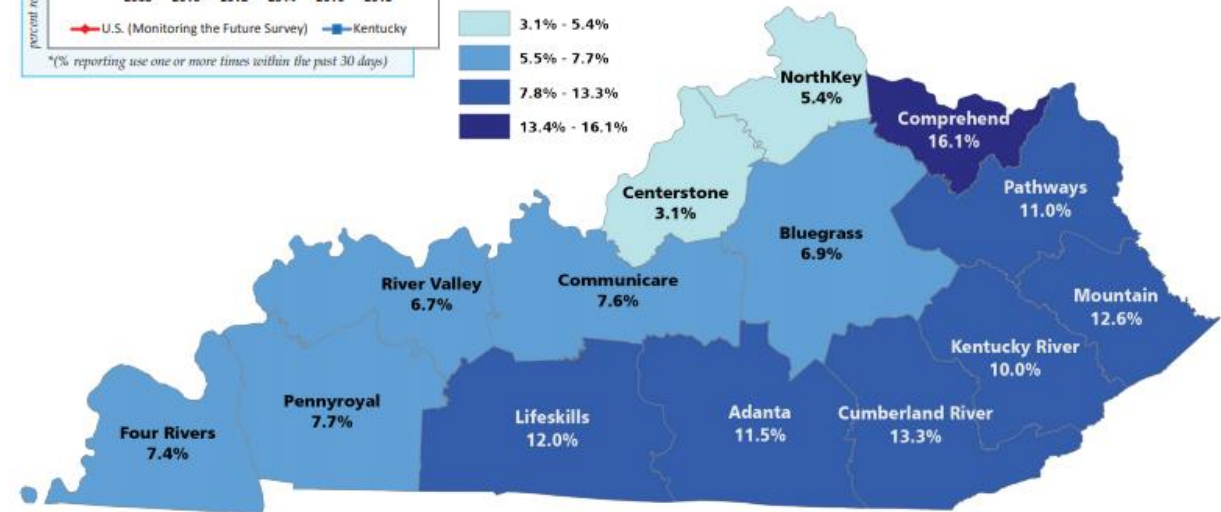 percent re
U.S. (Monitoring the Future Survey) Kentucky
*(% reporting use one or more times within the past 30 days)
3.1% - 5.4%
5.5% - 7.7%
7.8% - 13.3%
13.4% - 16.1%
NorthKey
5.4%
Comprehend
16.1%
Centerstone
3.1%
Pathways
11.0%
Bluegrass
6.9%
River Valley
6.7%
Communicare
7.6%
Mountain
12.6%
Kentucky River
10.0%
Pennyroyal
7.7%
Four Rivers
7.4%
Lifeskills
12.0%
Adanta
11.5%
Cumberland River
13.3%